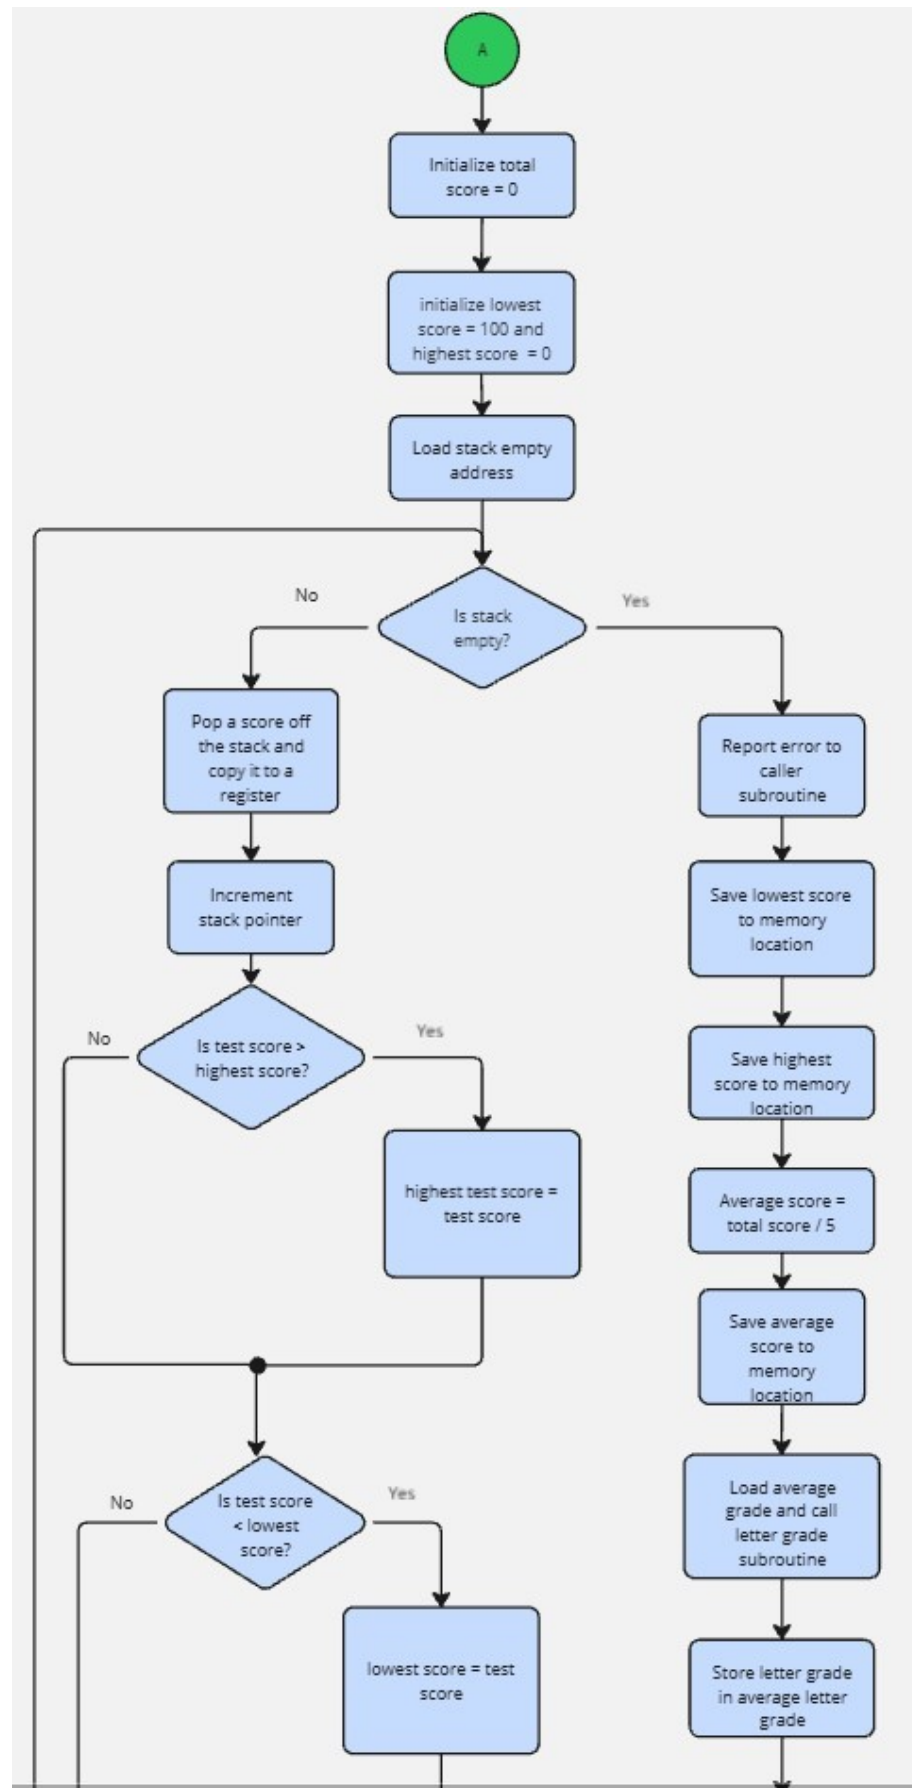 A
Initialize total
score = 0
initialize lowest
score = 100 and
highest score = 0
Load stack empty
address
Is stack
empty?
No
Yes
Pop a score off
the stack and
copy it to a
register
Increment
stack pointer
Is test score >
highest score?
No
Yes
highest test score =
test score
Is test score
< lowest
score?
No
Yes
lowest score = test
score
Report error to
caller
subroutine
Save lowest score
to memory
location
Save highest
score to memory
location
Average score =
total score / 5
Save average
score to
memory
location
Load average
grade and call
letter grade
subroutine
Store letter grade
in average letter
grade